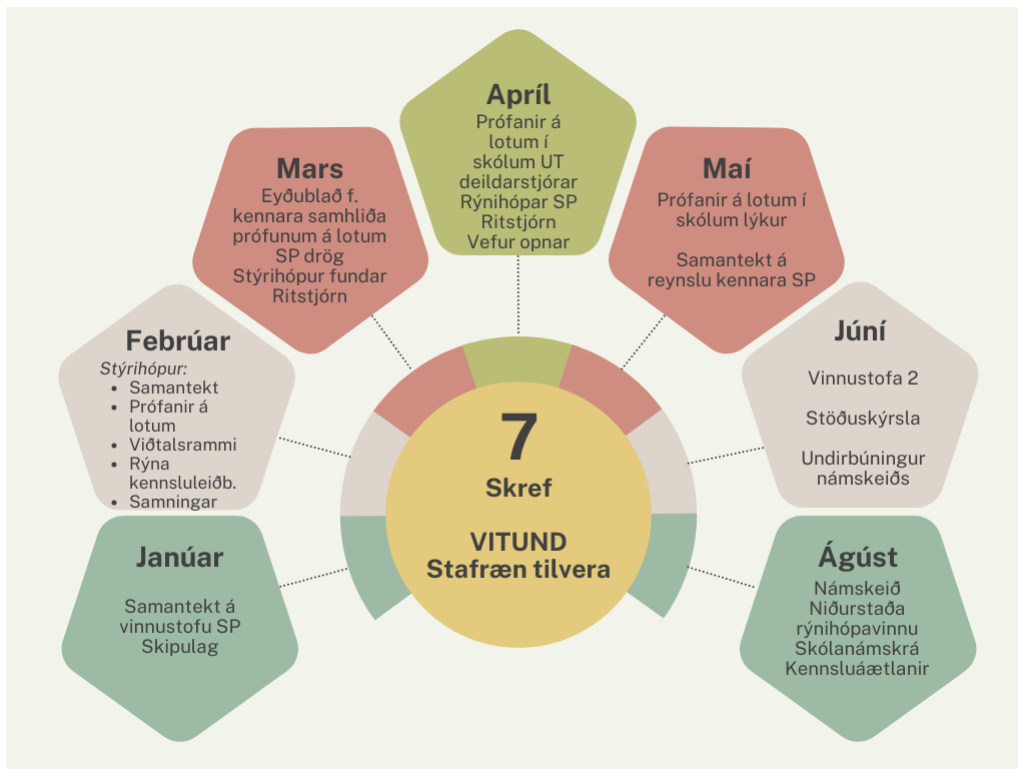 Apríl
Prófanir á
lotum í
skólum UT
deildarstjórar
Rýnihópar SP
Ritstjórn
Vefur opnar
Mars
Eyðublað f.
kennara samhliða
prófunum á lotum
SP drög
Stýrihópur fundar
Ritstjórn
Maí
Prófanir á lotum í
skólum lýkur
Samantekt á
reynslu kennara SP
Febrúar
Stýrihópur:
• Samantekt
• Prófanir á
lotum
• Viðtalsrammi
• Rýna
kennsluleiðb.
• Samningar
Júní
Vinnustofa 2
Stöðuskýrsla
Undirbúningur
námskeiðs
7
Skref
VITUND
Stafræn tilvera
Janúar
Samantekt á
vinnustofu SP
Skipulag
Ágúst
Námskeið
Niðurstaða
rýnihópavinnu
Skólanámskrá
Kennsluáætlanir